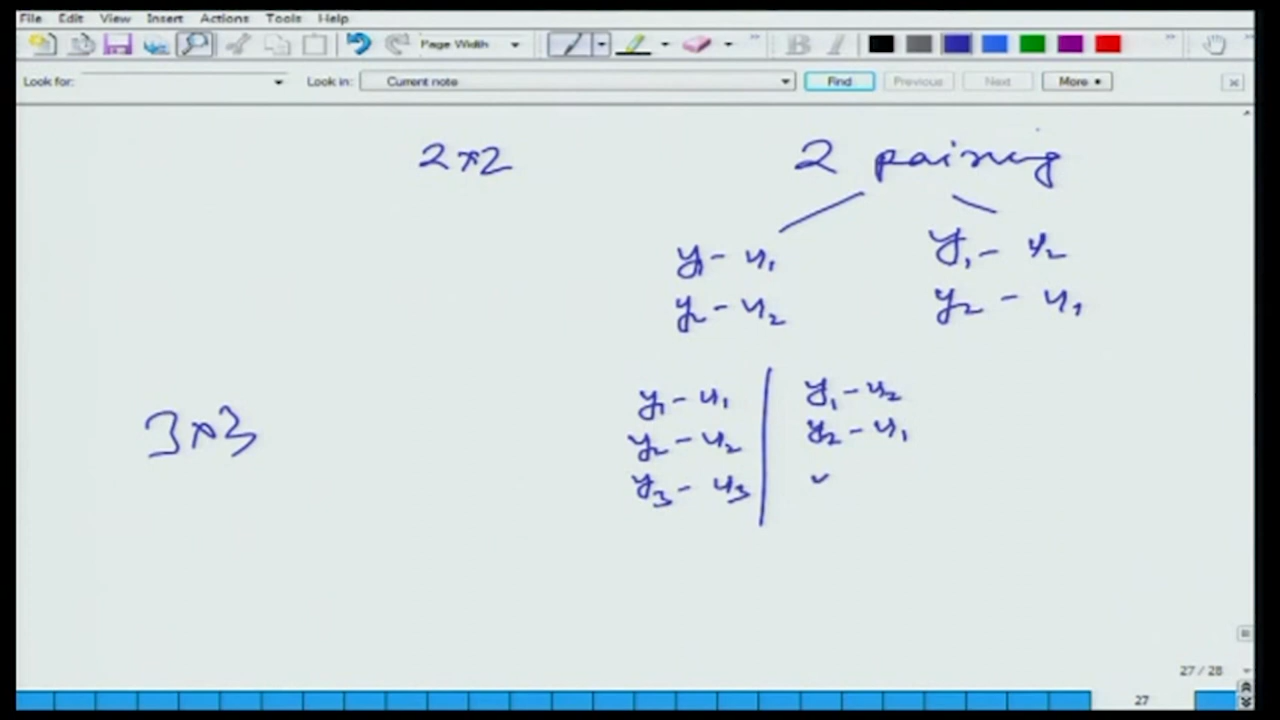 File Edit View Insert Actions Tools Help
Page Width
Look for: Look in: Current note Find Previous Next More
2×2 2 pairing
y1 - u1 y1 - u2
y2 - u2 y2 - u1
3×3
y1 - u1 y1 - u2
y2 - u2 y2 - u1
y3 - u3
27 / 28
27